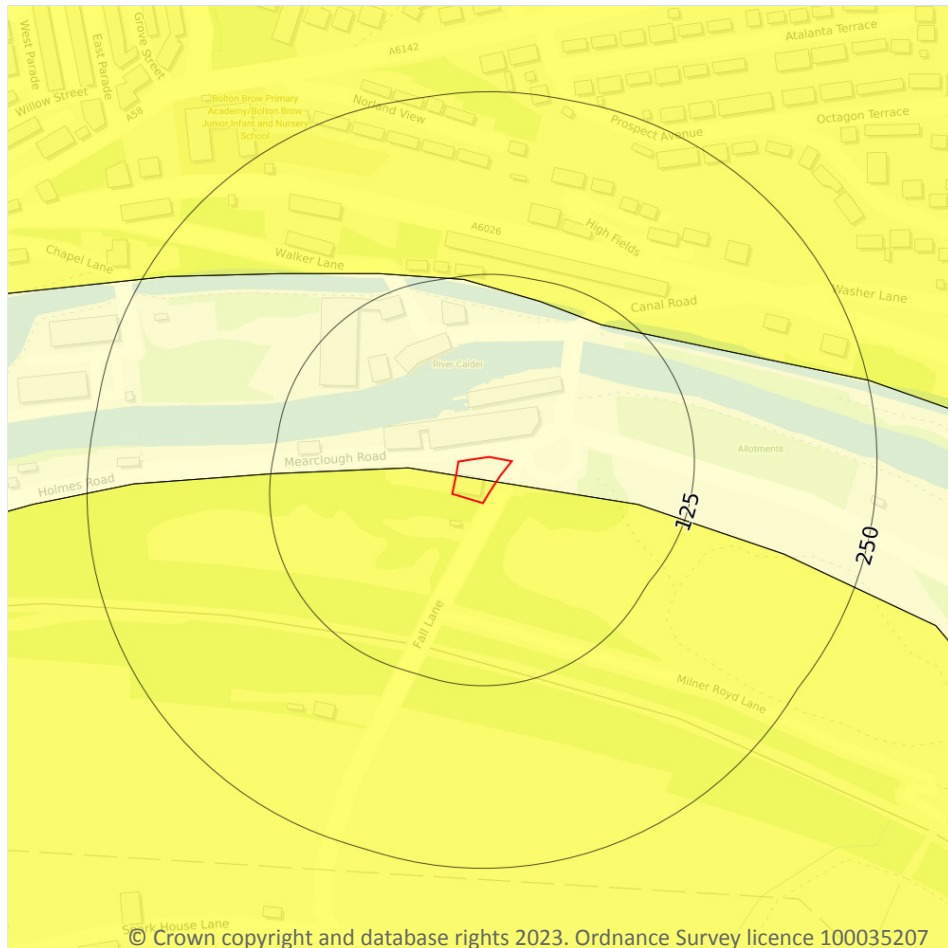 West Parade
East Parade
Grove Street
Willow Street
A58
A6142
Atalanta Terrace
Bolton Brow Primary
Academy/Bolton Brow
Junior,Infant and Nursery
School
Norland View
Prospect Avenue
Octagon Terrace
A6026
High Fields
Chapel Lane
Walker Lane
Washer Lane
Canal Road
River Calder
Mearclough Road
Allotments
Holmes Road
125
250
Fall Lane
Milner Royd Lane
Spark House Lane
© Crown copyright and database rights 2023. Ordnance Survey licence 100035207